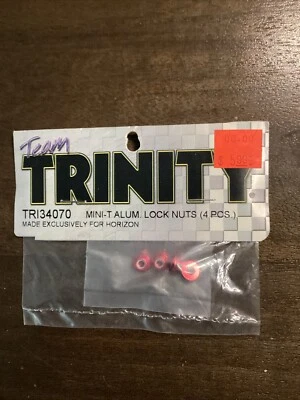 Team
TRINITY
TRI34070 MINI-T ALUM. LOCK NUTS (4 PCS.)
MADE EXCLUSIVELY FOR HORIZON